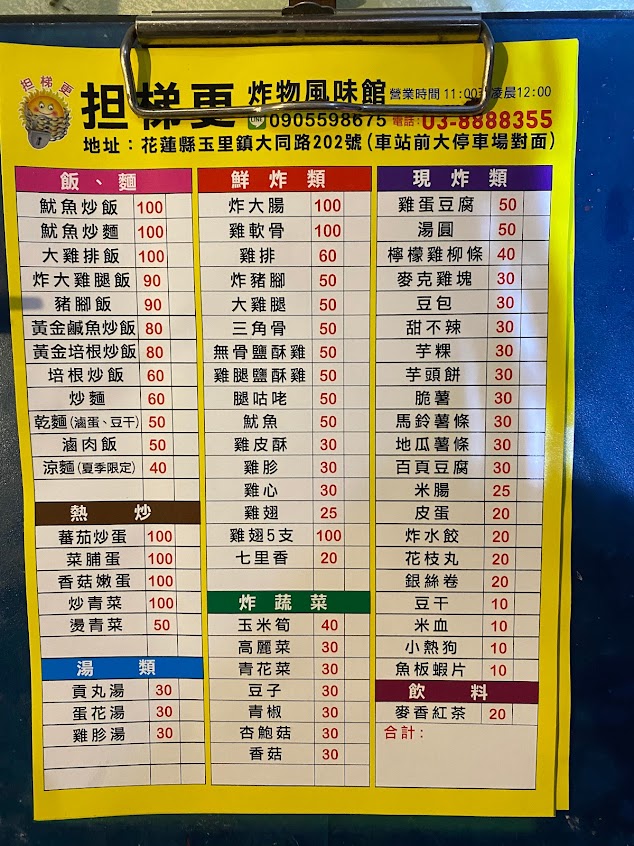 担梯更
担梯更 炸物風味館 營業時間 11:00至凌晨12:00
LINE 0905598675 電話：03-8888355
地址：花蓮縣玉里鎮大同路202號(車站前大停車場對面)
飯、麵
魷魚炒飯 100
魷魚炒麵 100
大雞排飯 100
炸大雞腿飯 90
豬腳飯 90
黃金鹹魚炒飯 80
黃金培根炒飯 80
培根炒飯 60
炒麵 60
乾麵(滷蛋、豆干) 50
滷肉飯 50
涼麵(夏季限定) 40
熱炒
蕃茄炒蛋 100
菜脯蛋 100
香菇嫩蛋 100
炒青菜 100
燙青菜 50
湯類
貢丸湯 30
蛋花湯 30
雞胗湯 30
鮮炸類
炸大腸 100
雞軟骨 100
雞排 60
炸豬腳 50
大雞腿 50
三角骨 50
無骨鹽酥雞 50
雞腿鹽酥雞 50
腿咕咾 50
魷魚 50
雞皮酥 30
雞胗 30
雞心 30
雞翅 25
雞翅5支 100
七里香 20
炸蔬菜
玉米筍 40
高麗菜 30
青花菜 30
豆子 30
青椒 30
杏鮑菇 30
香菇 30
現炸類
雞蛋豆腐 50
湯圓 50
檸檬雞柳條 40
麥克雞塊 30
豆包 30
甜不辣 30
芋粿 30
芋頭餅 30
脆薯 30
馬鈴薯條 30
地瓜薯條 30
百頁豆腐 30
米腸 25
皮蛋 20
炸水餃 20
花枝丸 20
銀絲卷 20
豆干 10
米血 10
小熱狗 10
魚板蝦片 10
飲料
麥香紅茶 20
合計：